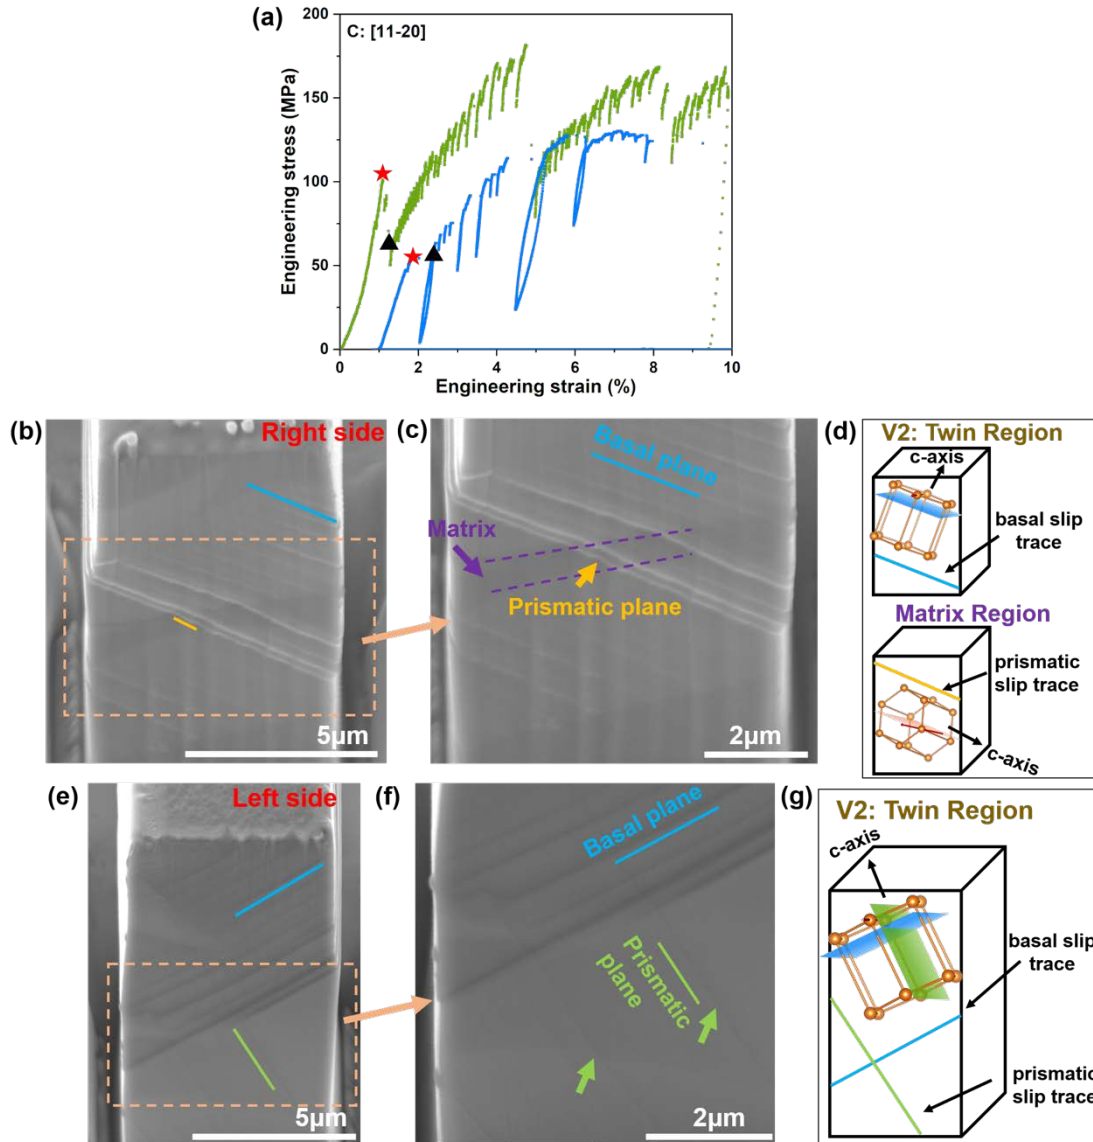 (a)
C: [11-20]
200
150
100
50
0
Engineering stress (MPa)
0 2 4 6 8 10
Engineering strain (%)
(b)
Right side
5µm
(c)
Basal plane
Matrix
Prismatic plane
2µm
(d)
V2: Twin Region
c-axis
basal slip
trace
Matrix Region
prismatic
slip trace
c-axis
(e)
Left side
5µm
(f)
Basal plane
Prismatic
plane
2µm
(g)
V2: Twin Region
c-axis
basal slip
trace
prismatic
slip trace